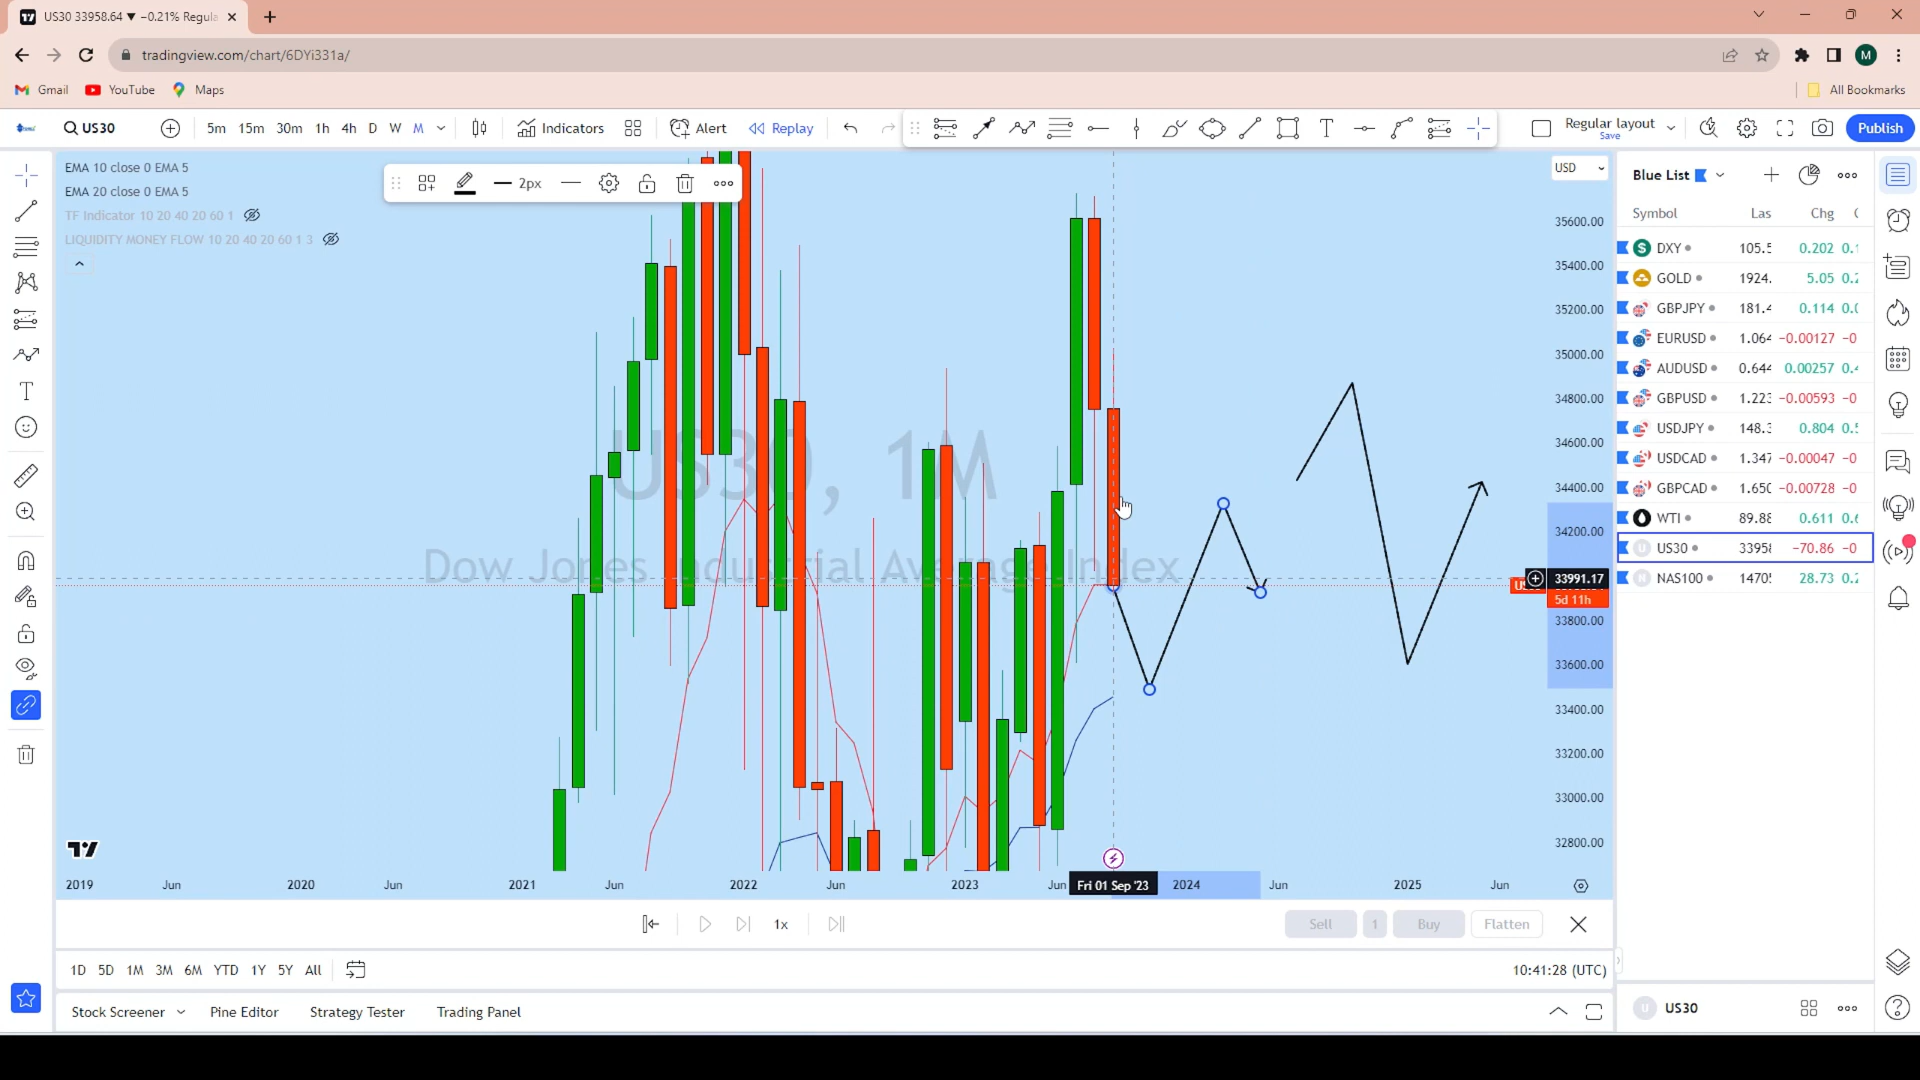 US30 33958.64 ▼ −0.21% Regula
tradingview.com/chart/6DYi331a/
Gmail YouTube Maps All Bookmarks
US30 5m 15m 30m 1h 4h D W M Indicators Alert Replay Regular layout Save Publish
EMA 10 close 0 EMA 5
EMA 20 close 0 EMA 5
TF Indicator 10 20 40 20 60 1
LIQUIDITY MONEY FLOW 10 20 40 20 60 1 3
2px
USD
US30, 1M
Dow Jones Industrial Average Index
35600.00
35400.00
35200.00
35000.00
34800.00
34600.00
34400.00
34200.00
33991.17
5d 11h
33800.00
33600.00
33400.00
33200.00
33000.00
32800.00
2019 Jun 2020 Jun 2021 Jun 2022 Jun 2023 Jun Fri 01 Sep '23 2024 Jun 2025 Jun
1x Sell 1 Buy Flatten
1D 5D 1M 3M 6M YTD 1Y 5Y All 10:41:28 (UTC)
Stock Screener Pine Editor Strategy Tester Trading Panel
Blue List
Symbol Las Chg
DXY 105.5 0.202
GOLD 1924. 5.05
GBPJPY 181.4 0.114
EURUSD 1.064 -0.00127 -0
AUDUSD 0.644 0.00257
GBPUSD 1.223 -0.00593 -0
USDJPY 148.3 0.804
USDCAD 1.347 -0.00047 -0
GBPCAD 1.650 -0.00728 -0
WTI 89.88 0.611
US30 33958 -70.86 -0
NAS100 1470 28.73
US30
M